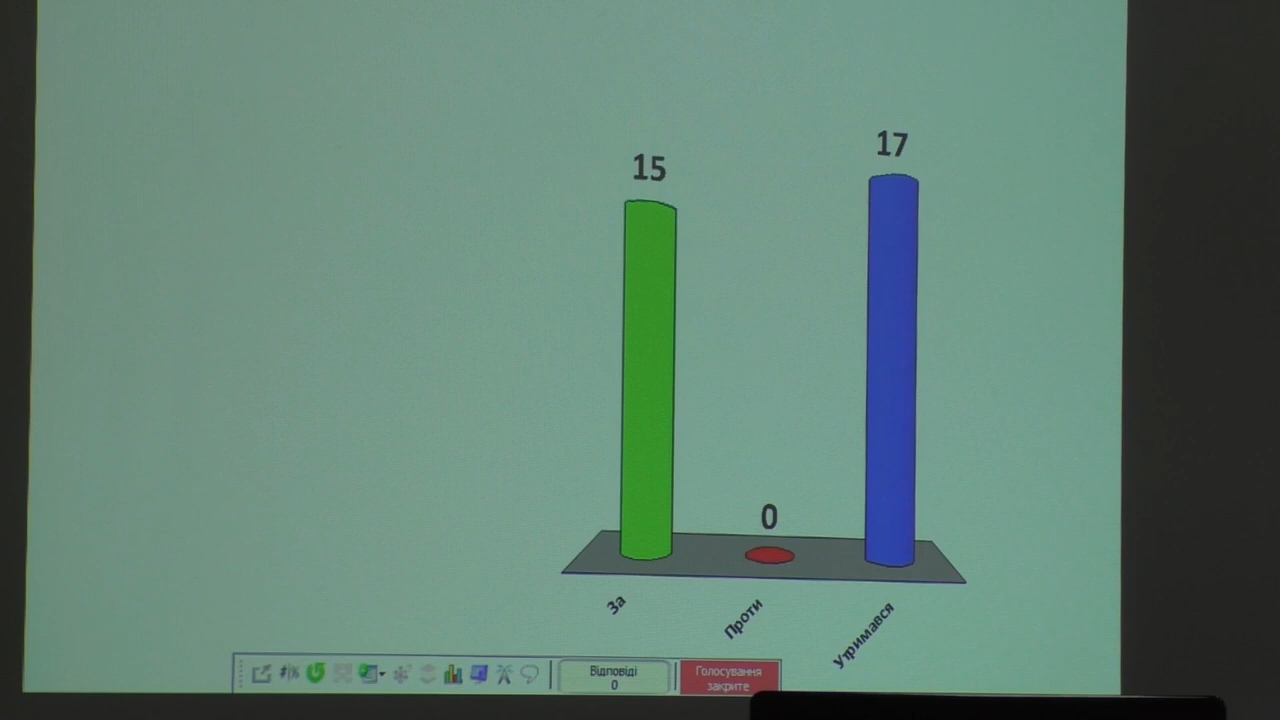 15
17
0
За
Проти
Утримався
Відповіді
0
Голосування
закрите